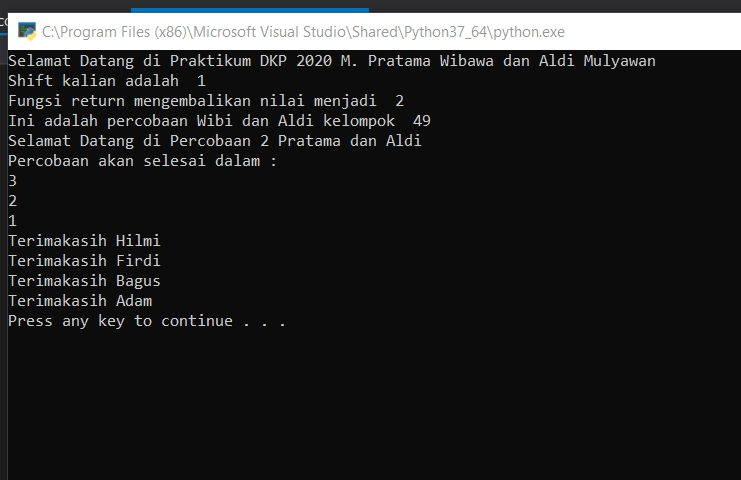 C:\Program Files (x86)\Microsoft Visual Studio\Shared\Python37_64\python.exe
Selamat Datang di Praktikum DKP 2020 M. Pratama Wibawa dan Aldi Mulyawan
Shift kalian adalah  1
Fungsi return mengembalikan nilai menjadi  2
Ini adalah percobaan Wibi dan Aldi kelompok  49
Selamat Datang di Percobaan 2 Pratama dan Aldi
Percobaan akan selesai dalam :
3
2
1
Terimakasih Hilmi
Terimakasih Firdi
Terimakasih Bagus
Terimakasih Adam
Press any key to continue . . .